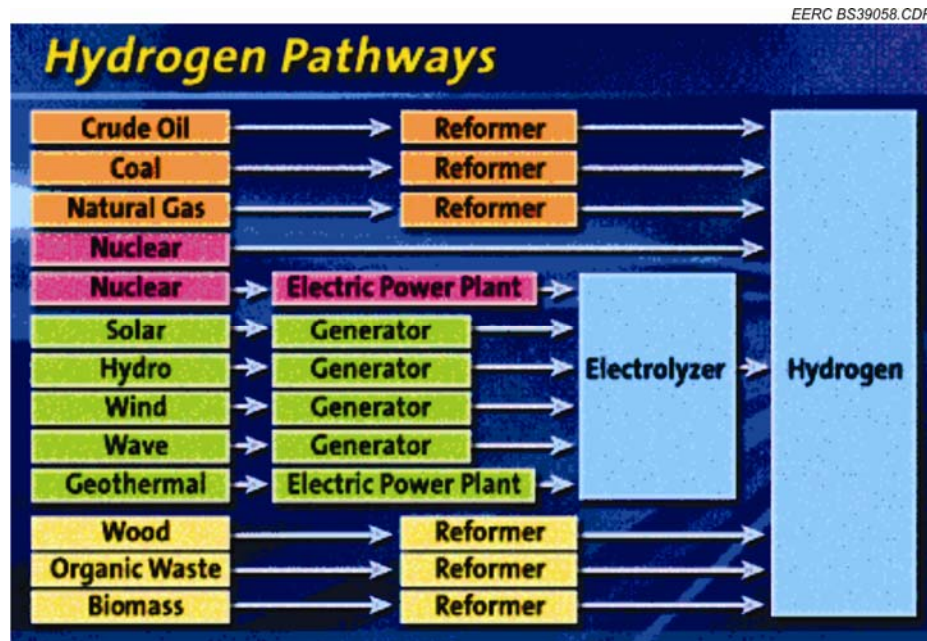 EERC BS39058.CDR
Hydrogen Pathways
Crude Oil Reformer
Coal Reformer
Natural Gas Reformer
Nuclear
Nuclear Electric Power Plant
Solar Generator
Hydro Generator Electrolyzer Hydrogen
Wind Generator
Wave Generator
Geothermal Electric Power Plant
Wood Reformer
Organic Waste Reformer
Biomass Reformer